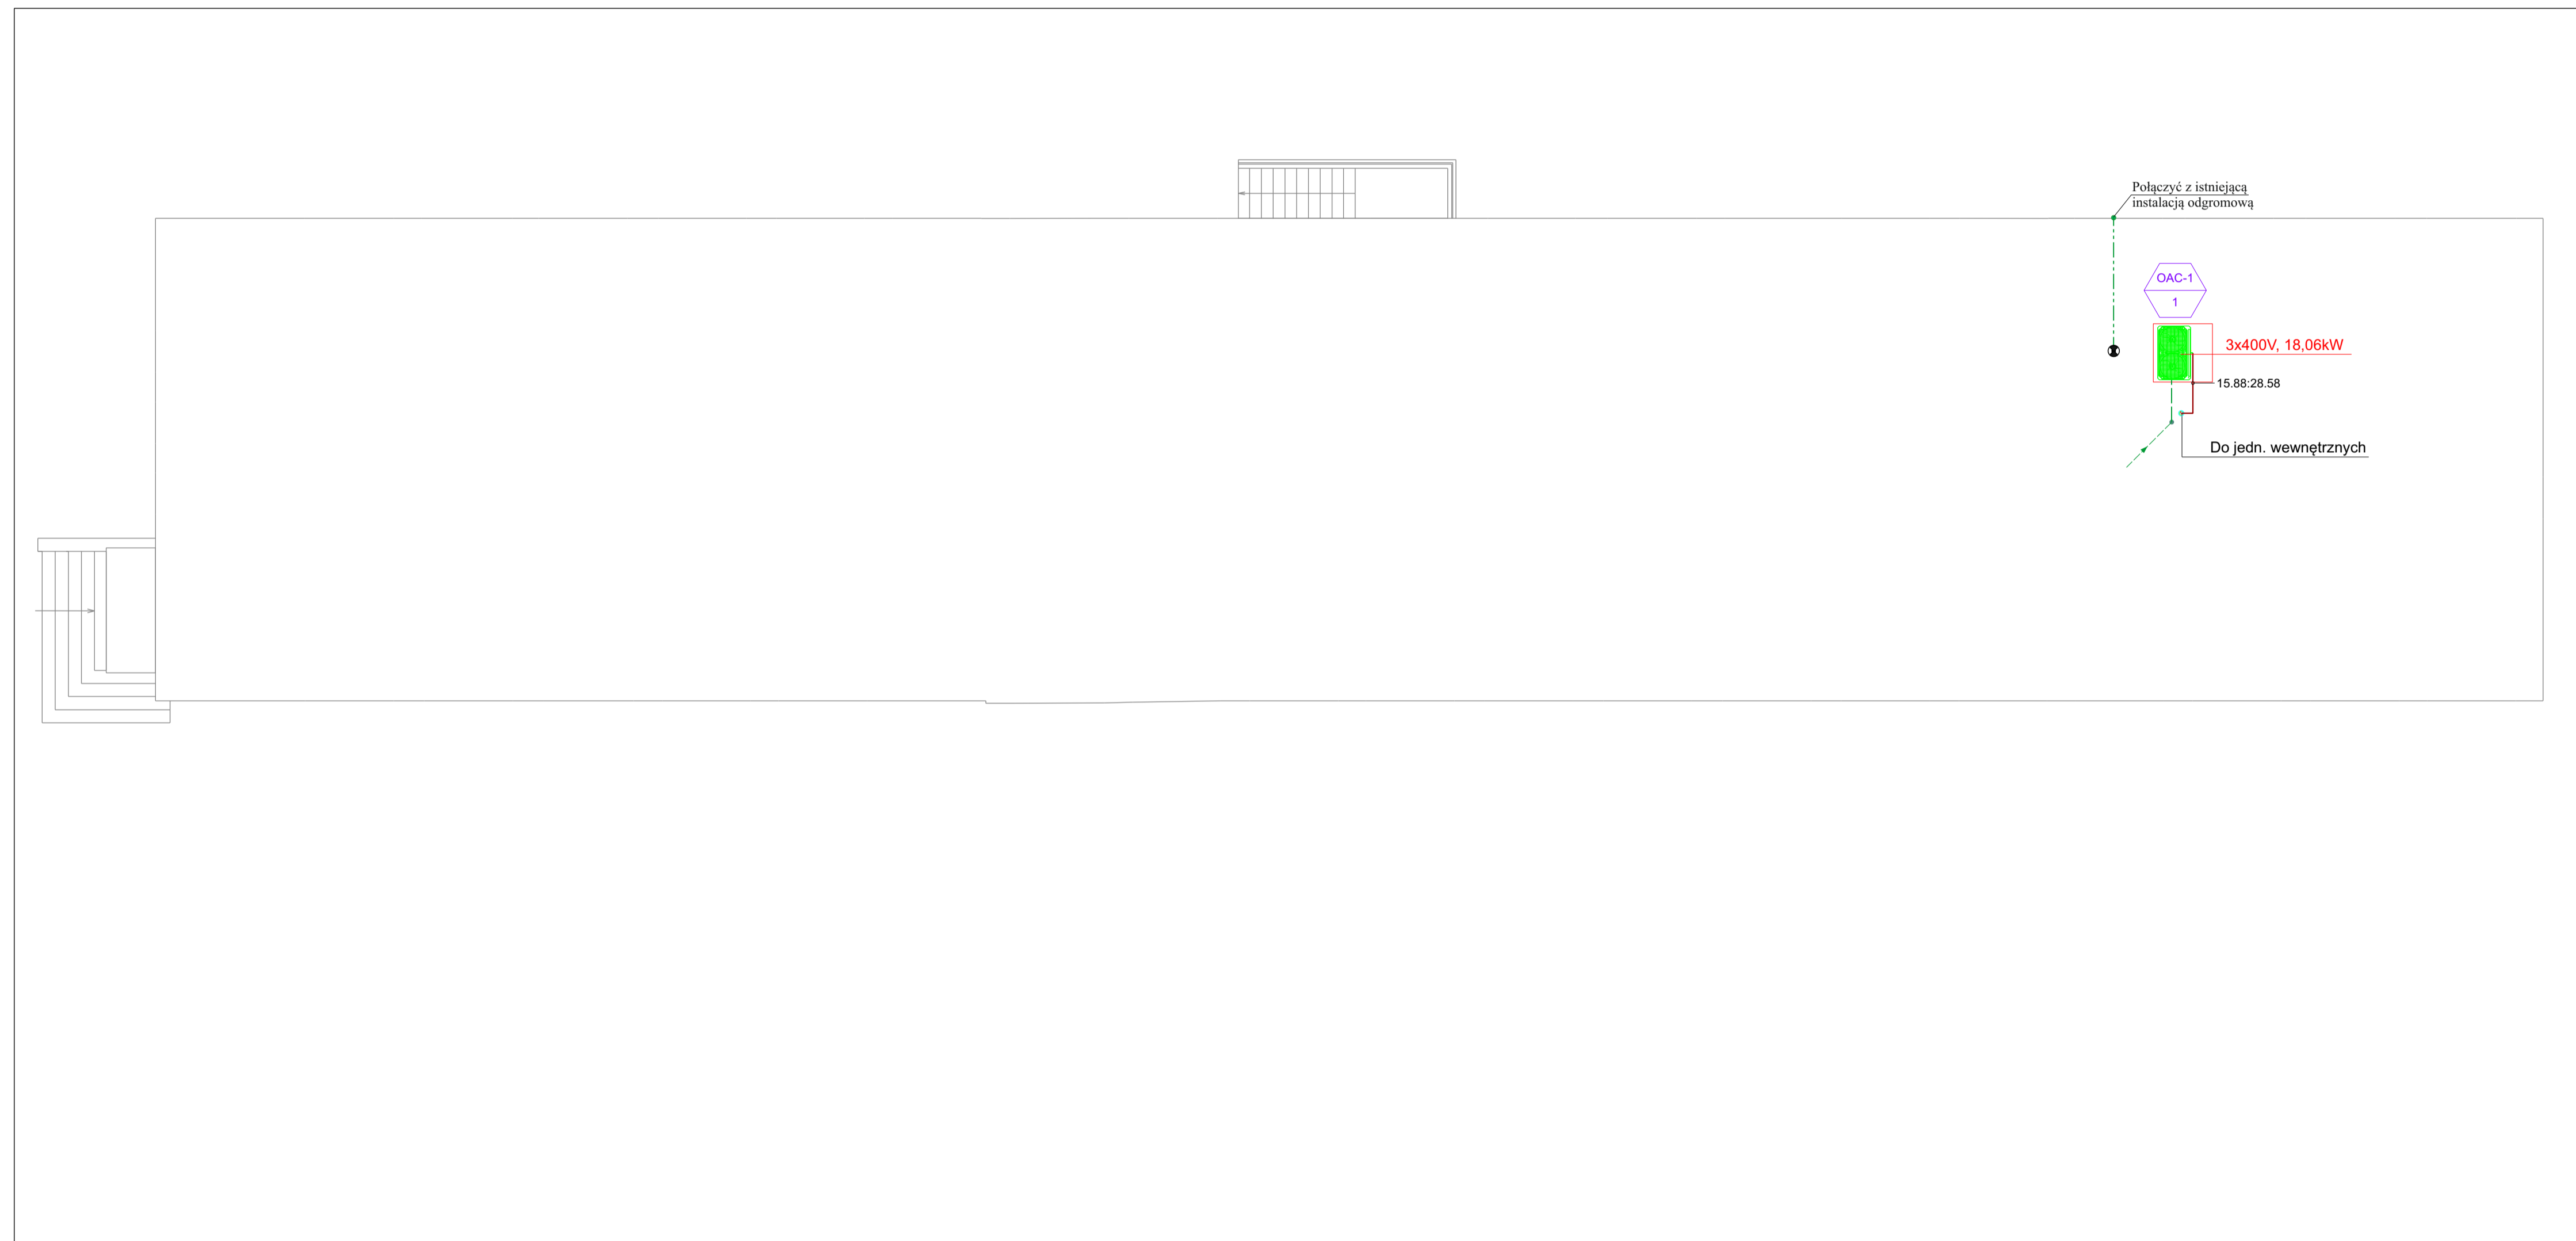 Połączyć z istniejącą
instalacją odgromową
OAC-1
1
3x400V, 18,06kW
15.88:28.58
Do jedn. wewnętrznych